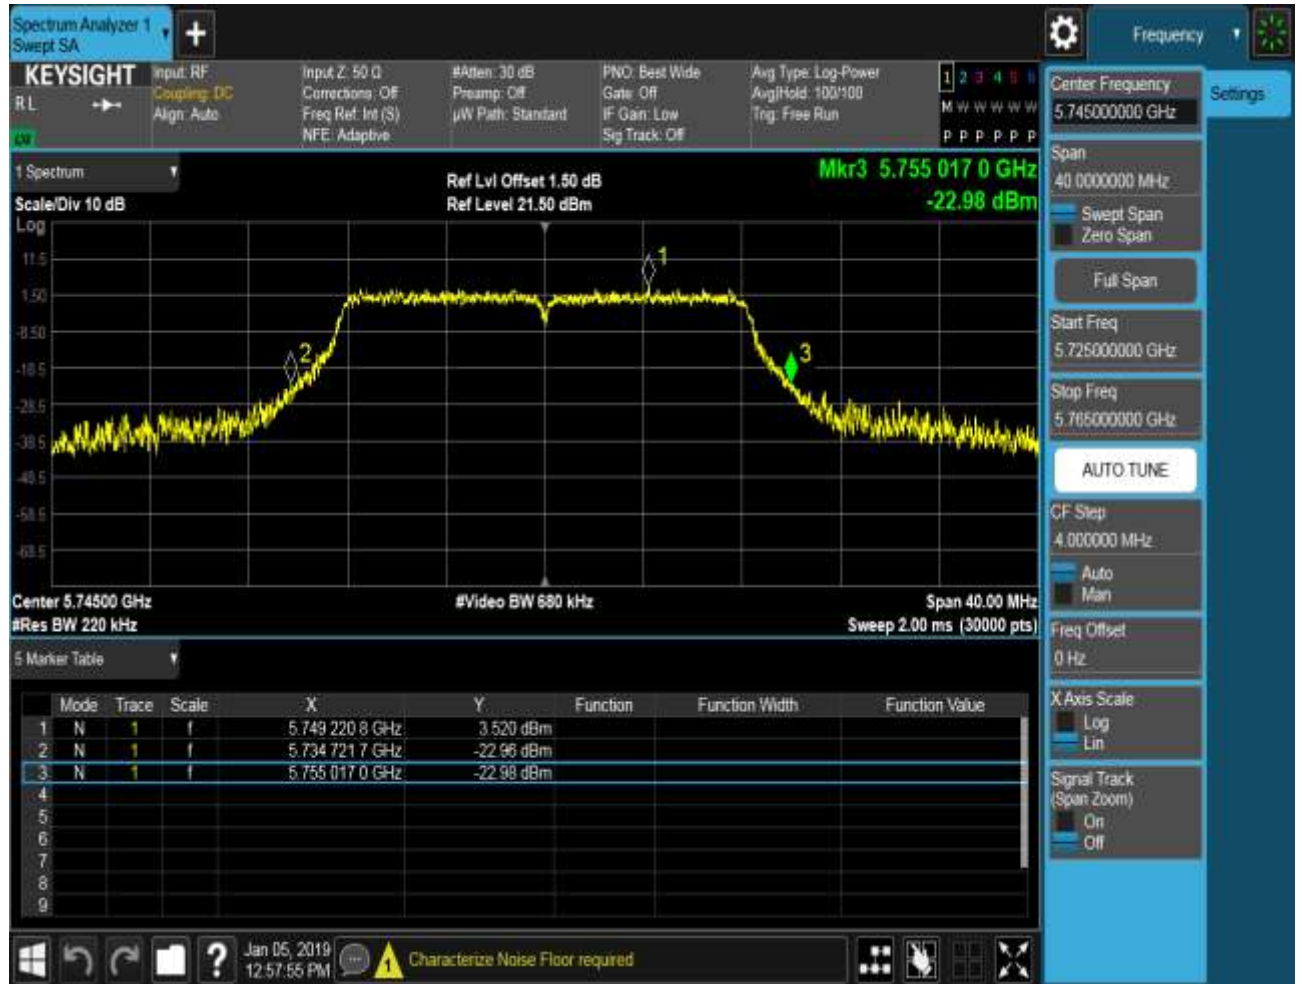 Spectrum Analyzer 1
Swept SA
Frequency
KEYSIGHT
R L
Input: RF
Coupling: DC
Align: Auto
Input Z: 50 Ω
Corrections: Off
Freq Ref: Int (S)
NFE: Adaptive
#Atten: 30 dB
Preamp: Off
µW Path: Standard
PNO: Best Wide
Gate: Off
IF Gain: Low
Sig Track: Off
Avg Type: Log-Power
Avg|Hold: 100/100
Trig: Free Run
1 2 3 4 5 6
M W W W W W
P P P P P P
Center Frequency
5.745000000 GHz
Settings
Span
40.0000000 MHz
Swept Span
Zero Span
Full Span
Start Freq
5.725000000 GHz
Stop Freq
5.765000000 GHz
AUTO TUNE
CF Step
4.000000 MHz
Auto
Man
Freq Offset
0 Hz
X Axis Scale
Log
Lin
Signal Track
(Span Zoom)
On
Off
1 Spectrum
Scale/Div 10 dB
Log
Ref Lvl Offset 1.50 dB
Ref Level 21.50 dBm
Mkr3 5.755 017 0 GHz
-22.98 dBm
11.5
1.50
-8.50
-18.5
-28.5
-38.5
-48.5
-58.5
-68.5
1
2
3
Center 5.74500 GHz
#Video BW 680 kHz
Span 40.00 MHz
#Res BW 220 kHz
Sweep 2.00 ms (30000 pts)
5 Marker Table
Mode Trace Scale X Y Function Function Width Function Value
1 N 1 f 5.749 220 8 GHz 3.520 dBm
2 N 1 f 5.734 721 7 GHz -22.96 dBm
3 N 1 f 5.755 017 0 GHz -22.98 dBm
4
5
6
7
8
9
Jan 05, 2019
12:57:55 PM
Characterize Noise Floor required